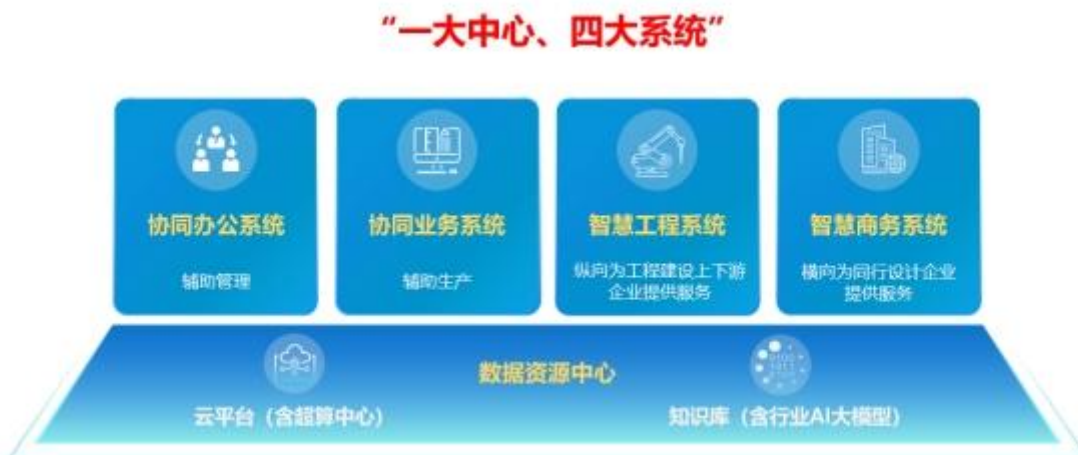 “一大中心、四大系统”
协同办公系统
辅助管理
协同业务系统
辅助生产
智慧工程系统
纵向为工程建设上下游
企业提供服务
智慧商务系统
横向为同行设计企业
提供服务
数据资源中心
云平台（含超算中心）
知识库（含行业AI大模型）